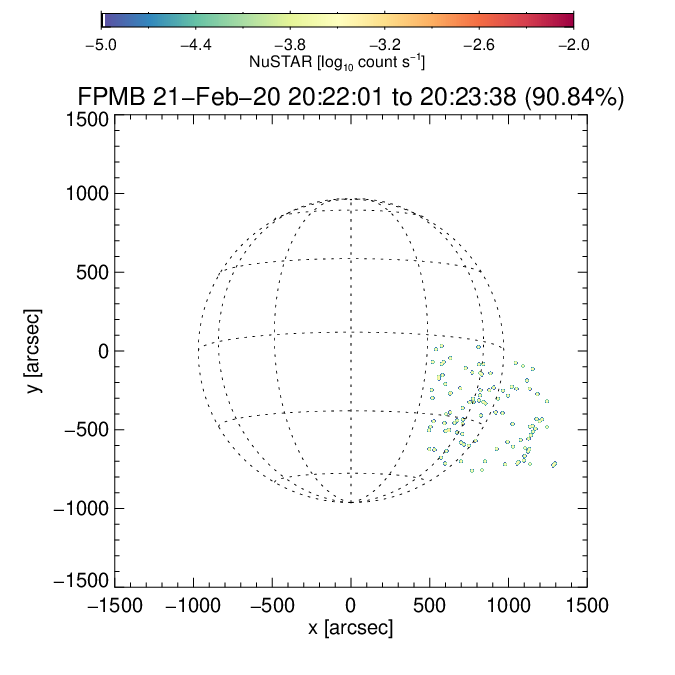 −5.0 −4.4 −3.8 −3.2 −2.6 −2.0
NuSTAR [log₁₀ count s⁻¹]
FPMB 21−Feb−20 20:22:01 to 20:23:38 (90.84%)
1500
1000
500
0
−500
−1000
−1500
y [arcsec]
−1500 −1000 −500 0 500 1000 1500
x [arcsec]